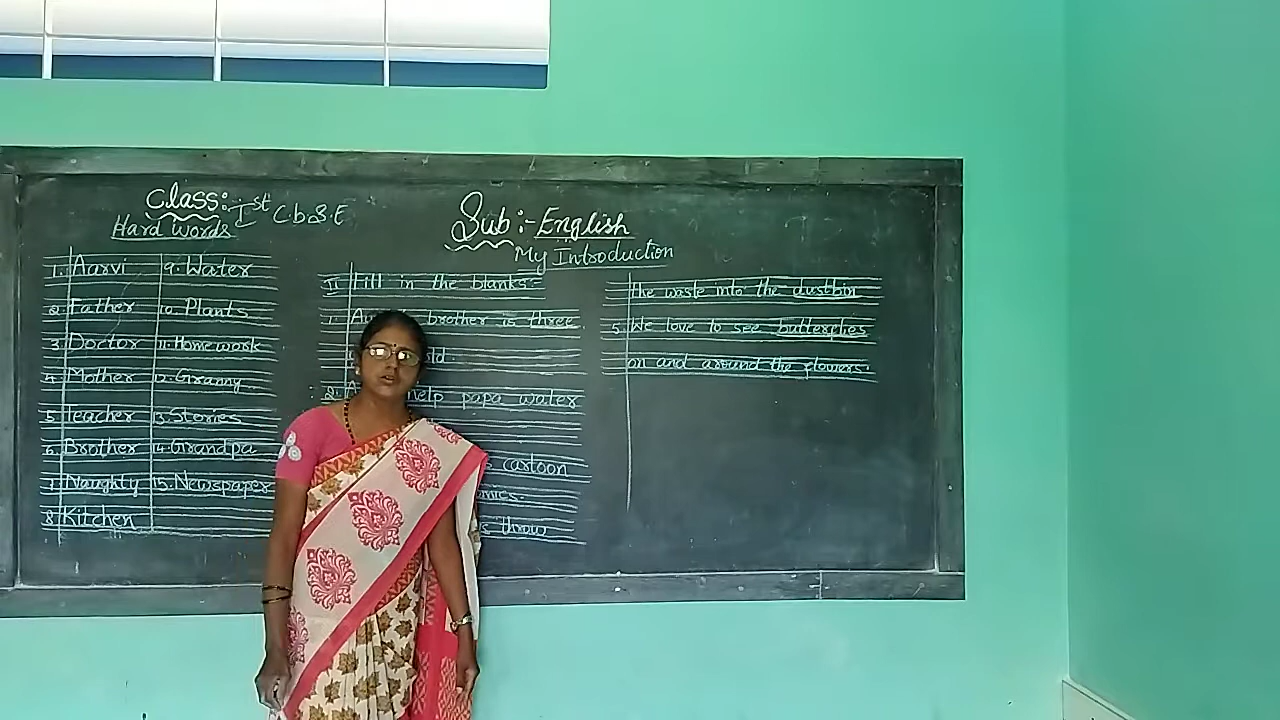 Class:- Ist C.b.S.E
Hard Words
1. Aarvi
2. Father
3. Doctor
4. Mother
5. Teacher
6. Brother
7. Naughty
8. Kitchen
9. Water
10. Plants
11. Homework
12. Granny
13. Stories
14. Grandpa
15. Newspaper
Sub:- English
My Introduction
II Fill in the blanks:-
1. brother is three
2. help papa water
cartoon
throw
the waste into the dustbin
5. We love to see butterflies
on and around the flowers.